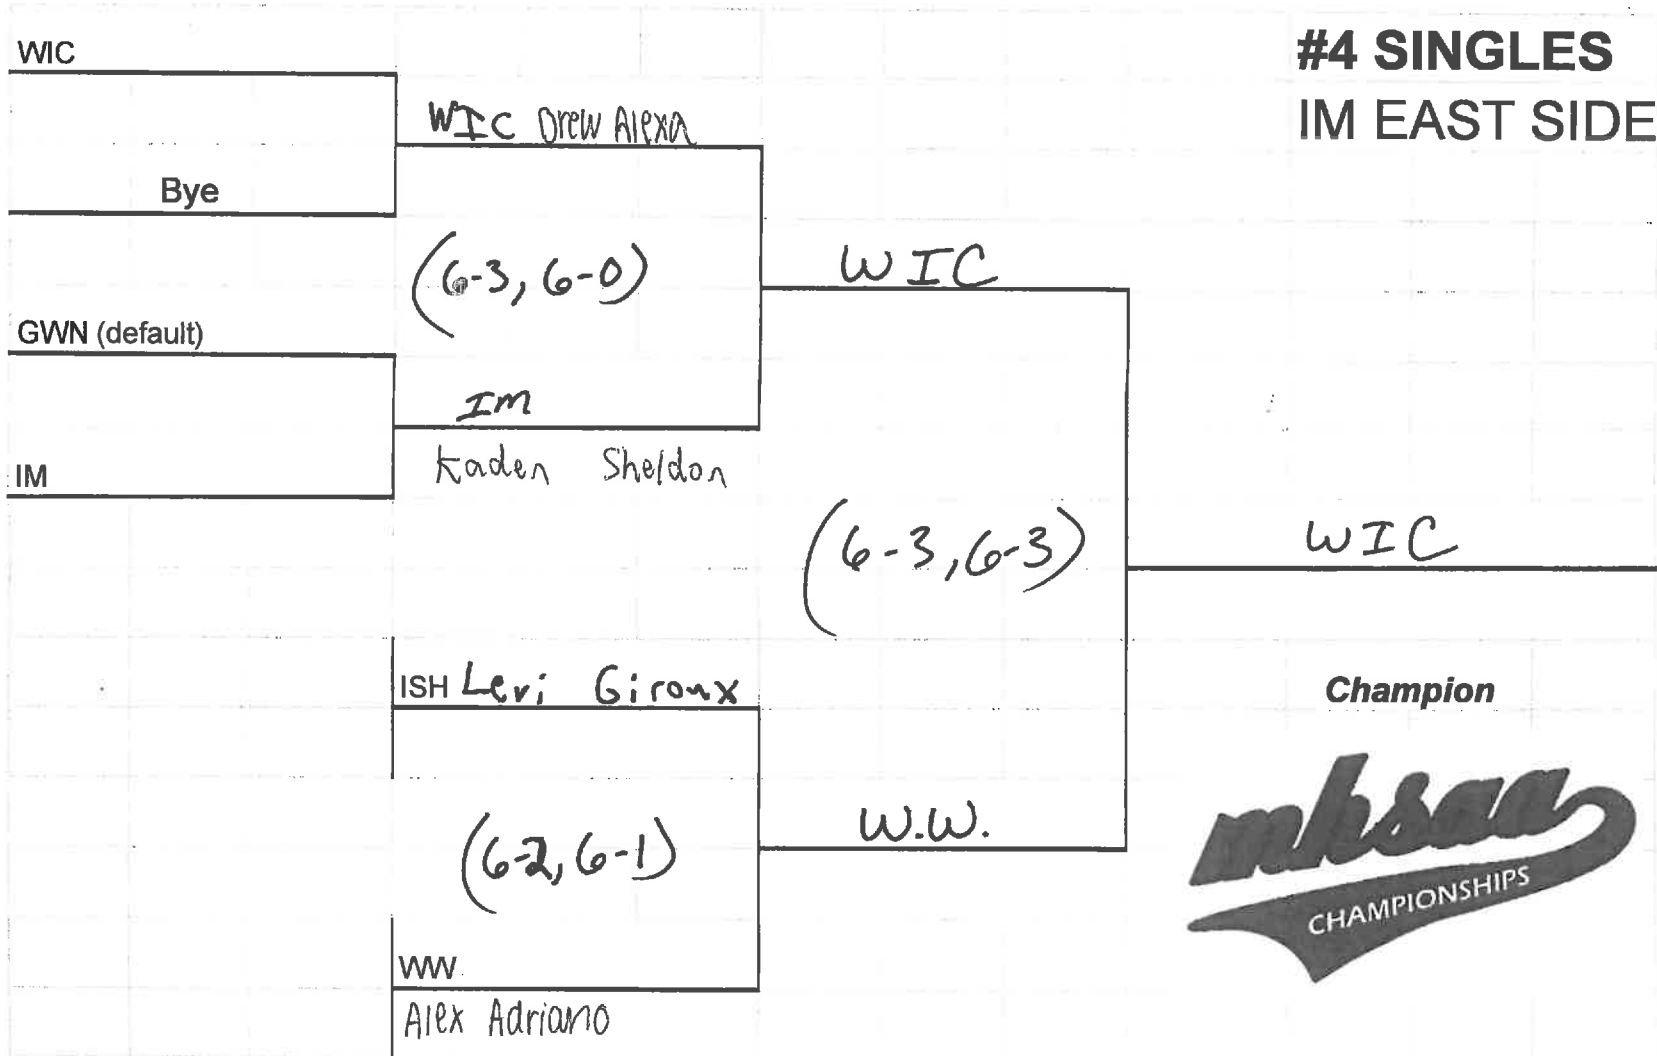 #4 SINGLES
IM EAST SIDE
WIC
WIC Drew Alexa
Bye
(6-3, 6-0)
WIC
GWN (default)
IM
Kaden Sheldon
IM
(6-3, 6-3)
WIC
ISH Levi Giroux
Champion
(6-2, 6-1)
W.W.
mhsaa
CHAMPIONSHIPS
WW
Alex Adriano